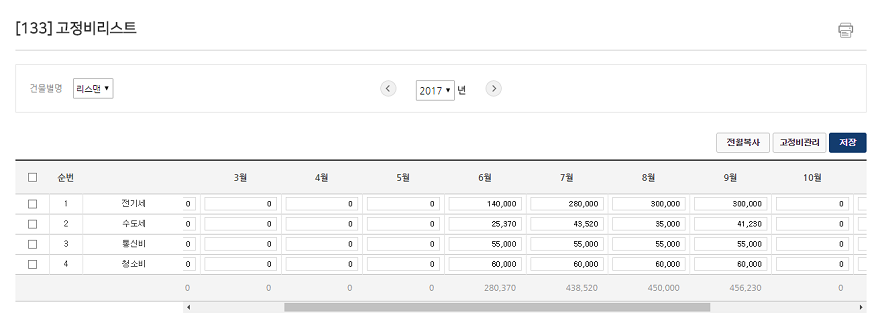 [133] 고정비리스트
건물별명 리스맨 2017 년
전월복사 고정비관리 저장
순번 3월 4월 5월 6월 7월 8월 9월 10월
1 전기세 0 0 0 0 140,000 280,000 300,000 300,000 0
2 수도세 0 0 0 0 25,370 43,520 35,000 41,230 0
3 통신비 0 0 0 0 55,000 55,000 55,000 55,000 0
4 청소비 0 0 0 0 60,000 60,000 60,000 60,000 0
0 0 0 0 280,370 438,520 450,000 456,230 0